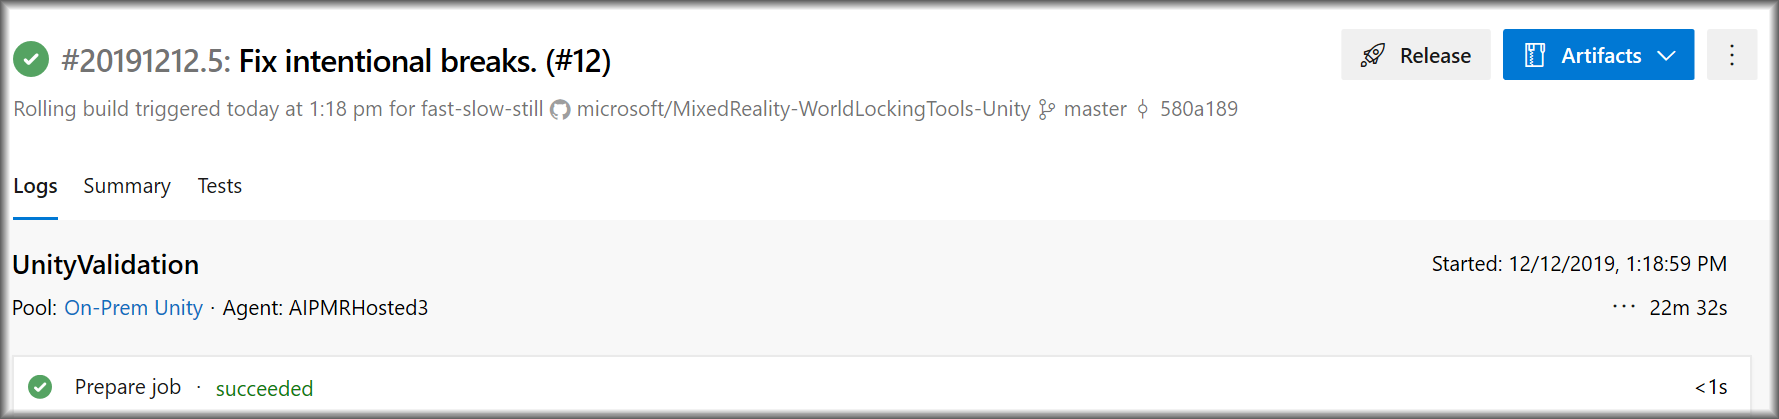 #20191212.5: Fix intentional breaks. (#12)
Release
Artifacts
Rolling build triggered today at 1:18 pm for fast-slow-still microsoft/MixedReality-WorldLockingTools-Unity master 580a189
Logs Summary Tests
UnityValidation
Started: 12/12/2019, 1:18:59 PM
Pool: On-Prem Unity · Agent: AIPMRHosted3
··· 22m 32s
Prepare job · succeeded
<1s